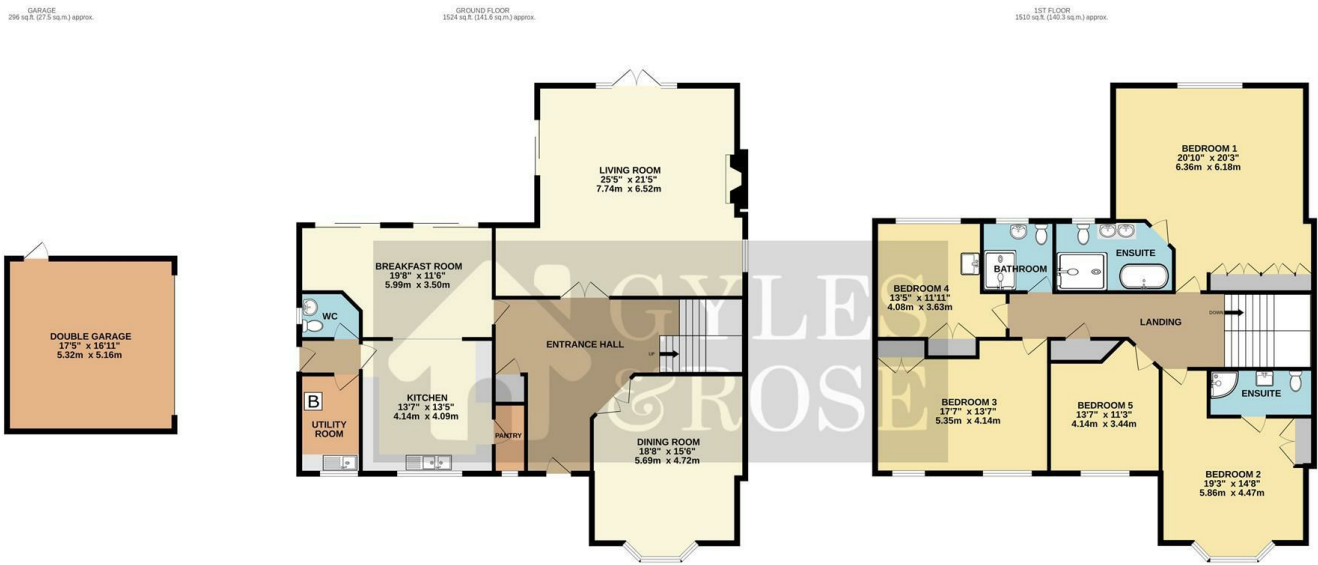 GARAGE
296 sq.ft. (27.5 sq.m.) approx.
GROUND FLOOR
1524 sq.ft. (141.6 sq.m.) approx.
1ST FLOOR
1510 sq.ft. (140.3 sq.m.) approx.
DOUBLE GARAGE
17'5" x 16'11"
5.32m x 5.16m
LIVING ROOM
25'5" x 21'5"
7.74m x 6.52m
BREAKFAST ROOM
19'8" x 11'6"
5.99m x 3.50m
WC
ENTRANCE HALL
UP
KITCHEN
13'7" x 13'5"
4.14m x 4.09m
B
UTILITY
ROOM
PANTRY
DINING ROOM
18'8" x 15'6"
5.69m x 4.72m
GYLES
&ROSE
BEDROOM 1
20'10" x 20'3"
6.36m x 6.18m
ENSUITE
BATHROOM
BEDROOM 4
13'5" x 11'11"
4.08m x 3.63m
LANDING
DOWN
BEDROOM 3
17'7" x 13'7"
5.35m x 4.14m
BEDROOM 5
13'7" x 11'3"
4.14m x 3.44m
ENSUITE
BEDROOM 2
19'3" x 14'8"
5.86m x 4.47m